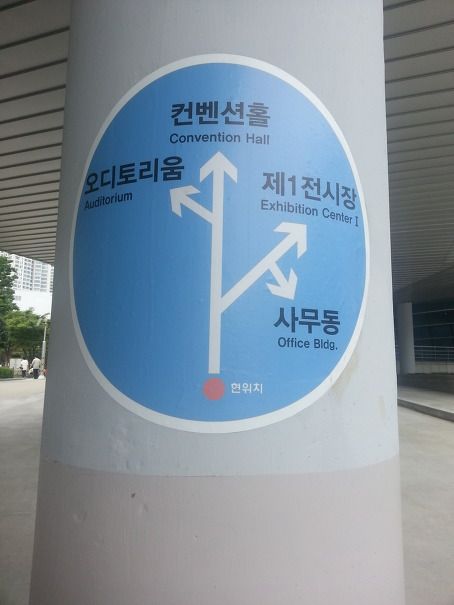 컨벤션홀
Convention Hall
오디토리움
Auditorium
제1전시장
Exhibition Center I
사무동
Office Bldg.
현위치